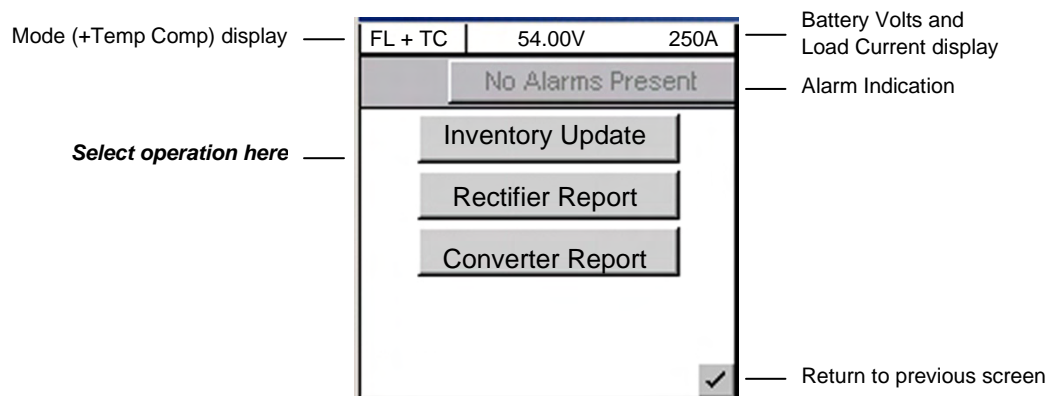 Mode (+Temp Comp) display
FL + TC 54.00V 250A
Battery Volts and
Load Current display
No Alarms Present
Alarm Indication
Select operation here
Inventory Update
Rectifier Report
Converter Report
Return to previous screen